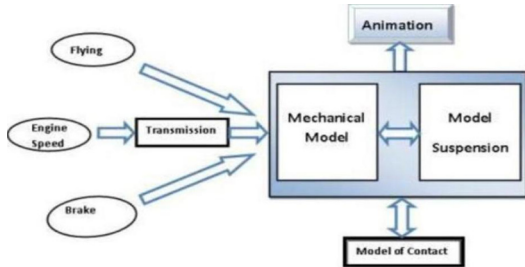 Animation
Flying
Engine
Speed
Transmission
Mechanical
Model
Model
Suspension
Brake
Model of Contact